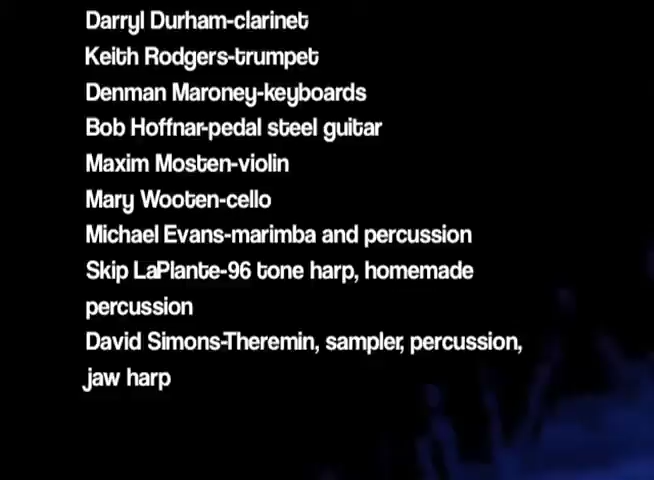 Darryl Durham-clarinet
Keith Rodgers-trumpet
Denman Maroney-keyboards
Bob Hoffnar-pedal steel guitar
Maxim Mosten-violin
Mary Wooten-cello
Michael Evans-marimba and percussion
Skip LaPlante-96 tone harp, homemade
percussion
David Simons-Theremin, sampler, percussion,
jaw harp